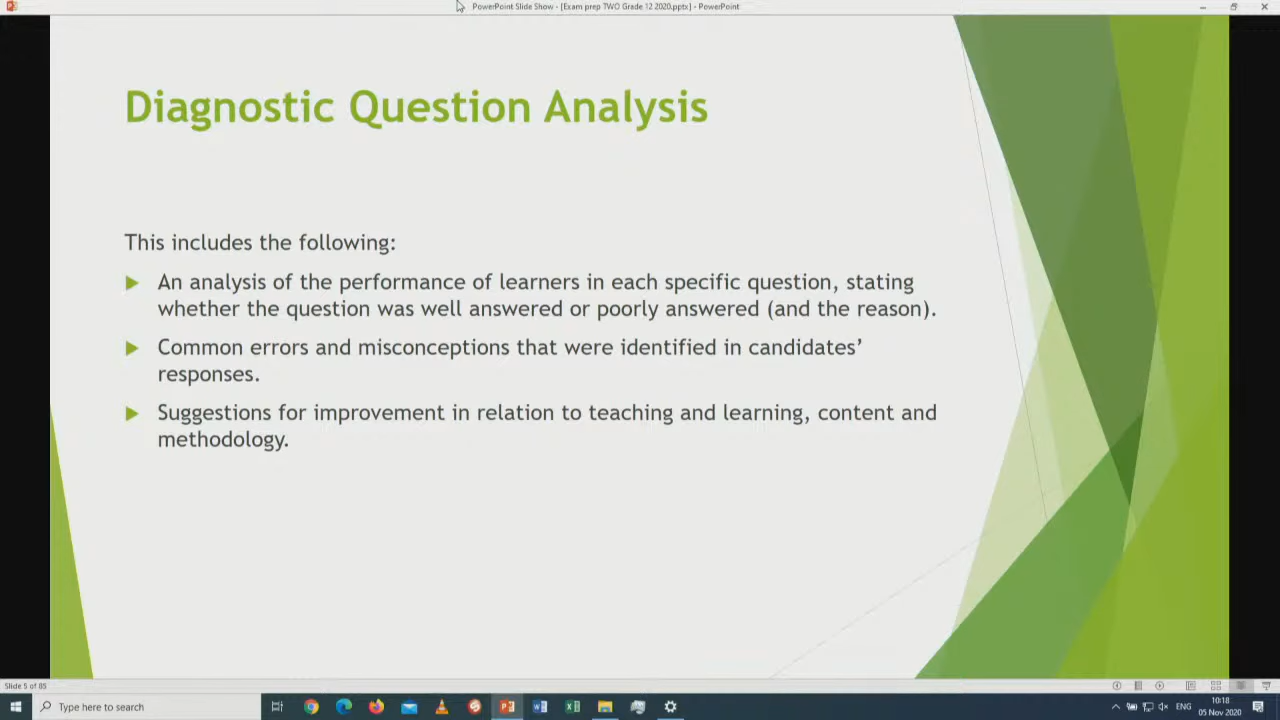 PowerPoint Slide Show - [Exam prep TWO Grade 12 2020.pptx] - PowerPoint
Diagnostic Question Analysis
This includes the following:
An analysis of the performance of learners in each specific question, stating
whether the question was well answered or poorly answered (and the reason).
Common errors and misconceptions that were identified in candidates’
responses.
Suggestions for improvement in relation to teaching and learning, content and
methodology.
Slide 5 of 85
Type here to search
ENG
10:18
05 Nov 2020